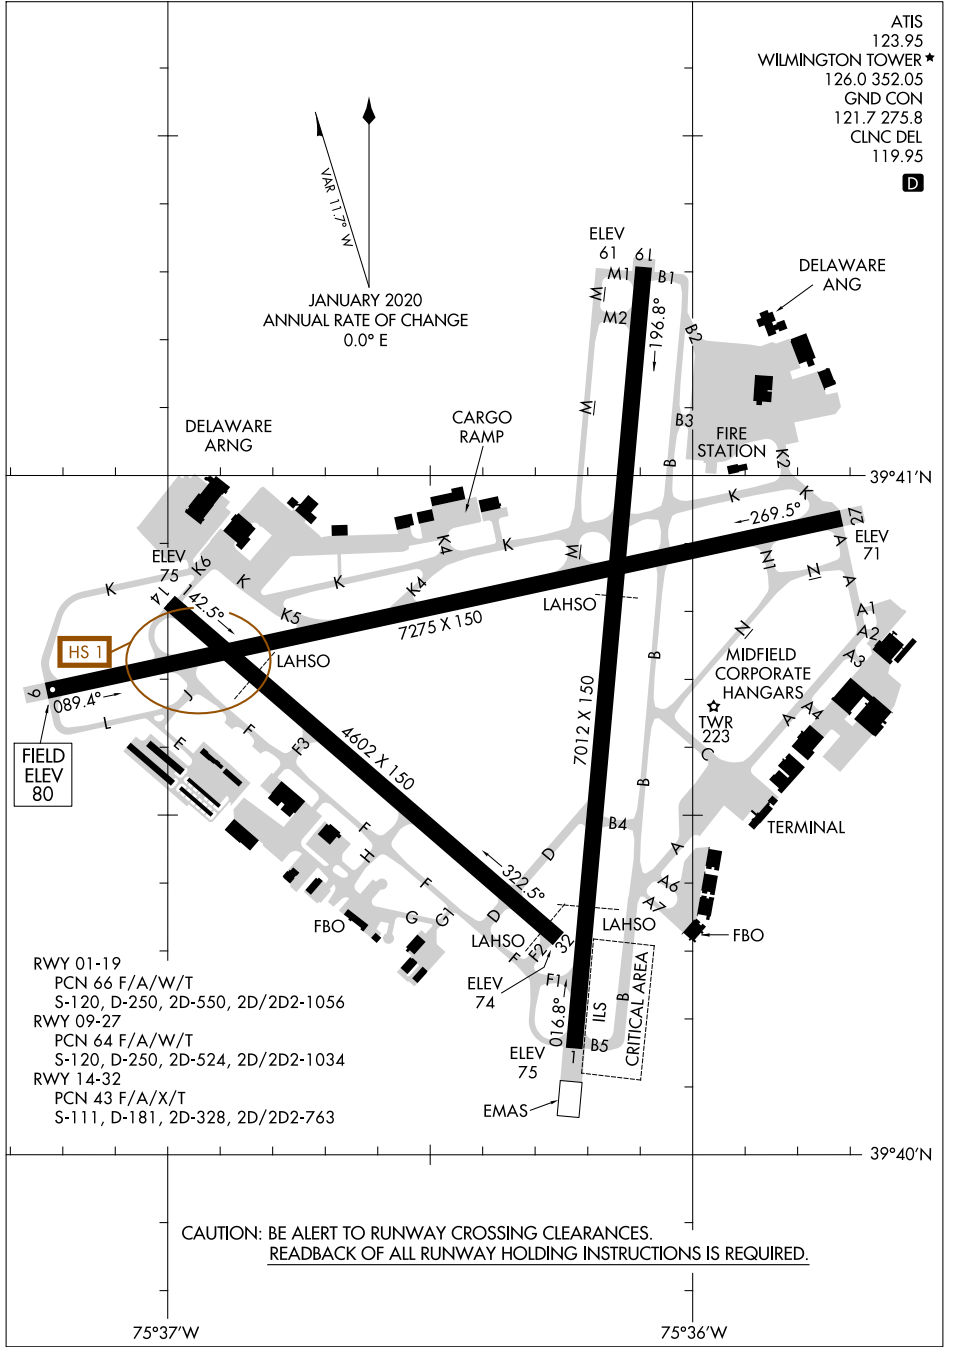 ATIS
123.95
WILMINGTON TOWER★
126.0 352.05
GND CON
121.7 275.8
CLNC DEL
119.95
D
VAR 11.7° W
JANUARY 2020
ANNUAL RATE OF CHANGE
0.0° E
ELEV
61
19
M1
B1
M
M2
B2
196.8°
DELAWARE
ANG
M
B3
B
FIRE
STATION
K2
DELAWARE
ARNG
CARGO
RAMP
39°41'N
K
K
269.5°
27
ELEV
71
A
ELEV
75
14
K6
K
K
K
K4
K4
K
M
N1
N
A
142.5°
K5
7275 X 150
LAHSO
N
A1
A2
A3
HS 1
LAHSO
B
MIDFIELD
CORPORATE
HANGARS
9
089.4°
J
L
E
F
F3
4602 X 150
7012 X 150
TWR
223
A
A4
C
FIELD
ELEV
80
B
B4
TERMINAL
F
H
F
D
322.5°
A
A6
A7
FBO
G
G1
D
LAHSO
F
F2
32
LAHSO
FBO
ELEV
74
F1
016.8°
ILS
CRITICAL AREA
B
ELEV
75
1
B5
EMAS
RWY 01-19
PCN 66 F/A/W/T
S-120, D-250, 2D-550, 2D/2D2-1056
RWY 09-27
PCN 64 F/A/W/T
S-120, D-250, 2D-524, 2D/2D2-1034
RWY 14-32
PCN 43 F/A/X/T
S-111, D-181, 2D-328, 2D/2D2-763
39°40'N
CAUTION: BE ALERT TO RUNWAY CROSSING CLEARANCES.
READBACK OF ALL RUNWAY HOLDING INSTRUCTIONS IS REQUIRED.
75°37'W
75°36'W